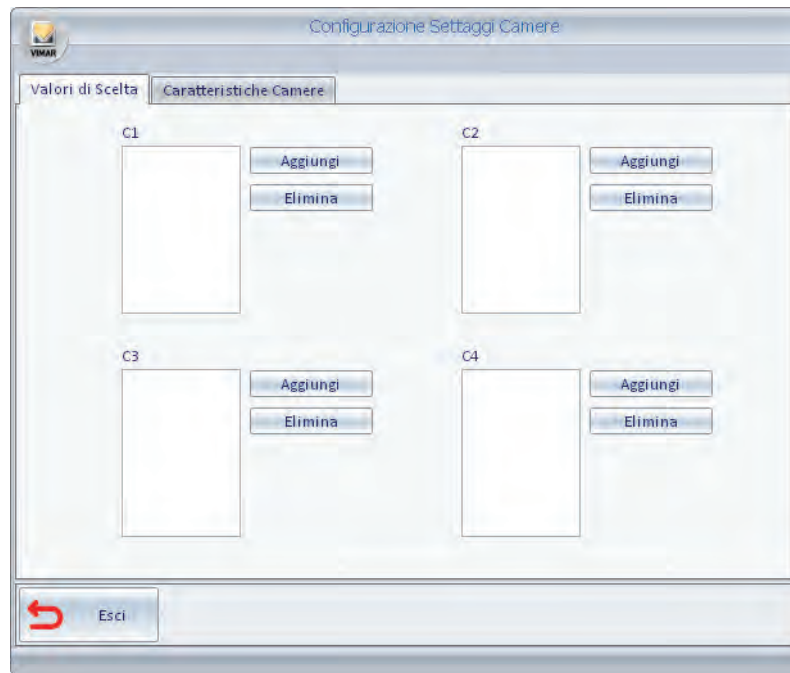 Configurazione Settaggi Camere
VIMAR
Valori di Scelta Caratteristiche Camere
C1 C2
Aggiungi Aggiungi
Elimina Elimina
C3 C4
Aggiungi Aggiungi
Elimina Elimina
Esci